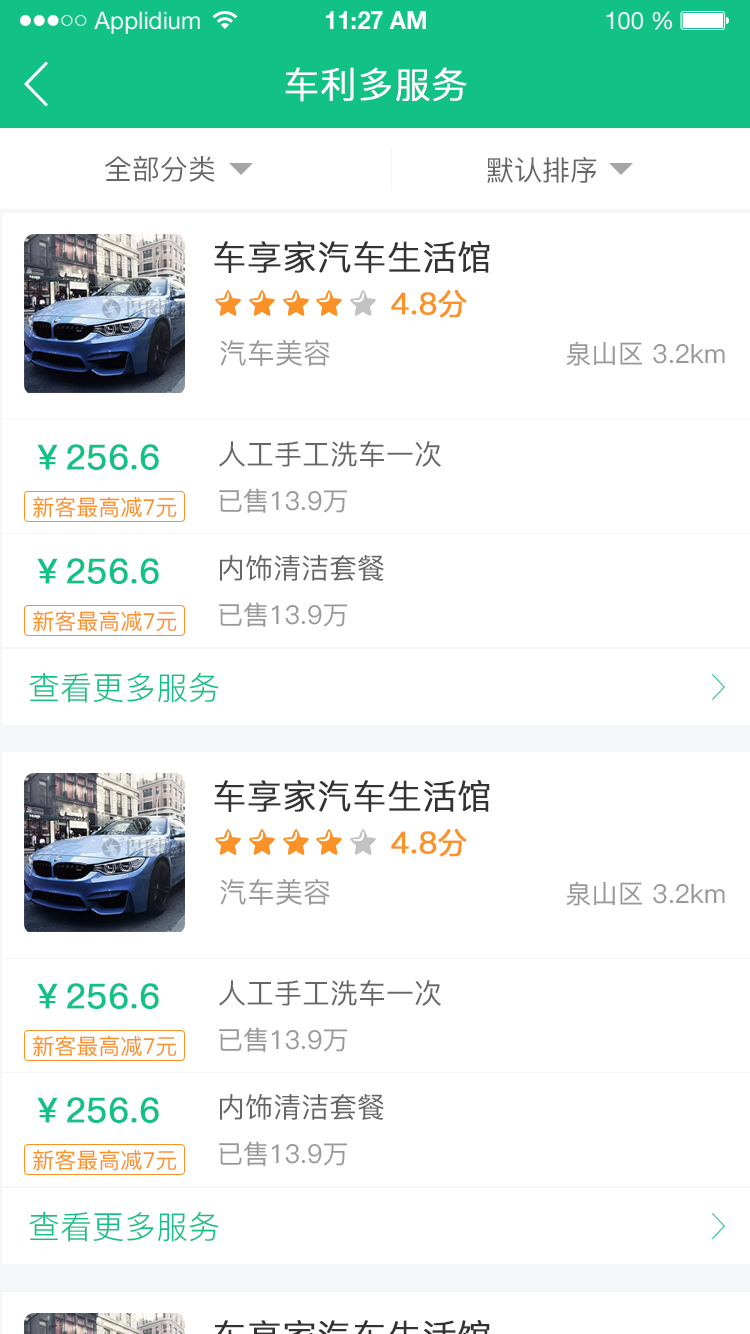 Applidium 11:27 AM 100 %
车利多服务
全部分类 默认排序
车享家汽车生活馆
4.8分
汽车美容 泉山区 3.2km
¥ 256.6 人工手工洗车一次
新客最高减7元 已售13.9万
¥ 256.6 内饰清洁套餐
新客最高减7元 已售13.9万
查看更多服务
车享家汽车生活馆
4.8分
汽车美容 泉山区 3.2km
¥ 256.6 人工手工洗车一次
新客最高减7元 已售13.9万
¥ 256.6 内饰清洁套餐
新客最高减7元 已售13.9万
查看更多服务
车享家汽车生活馆